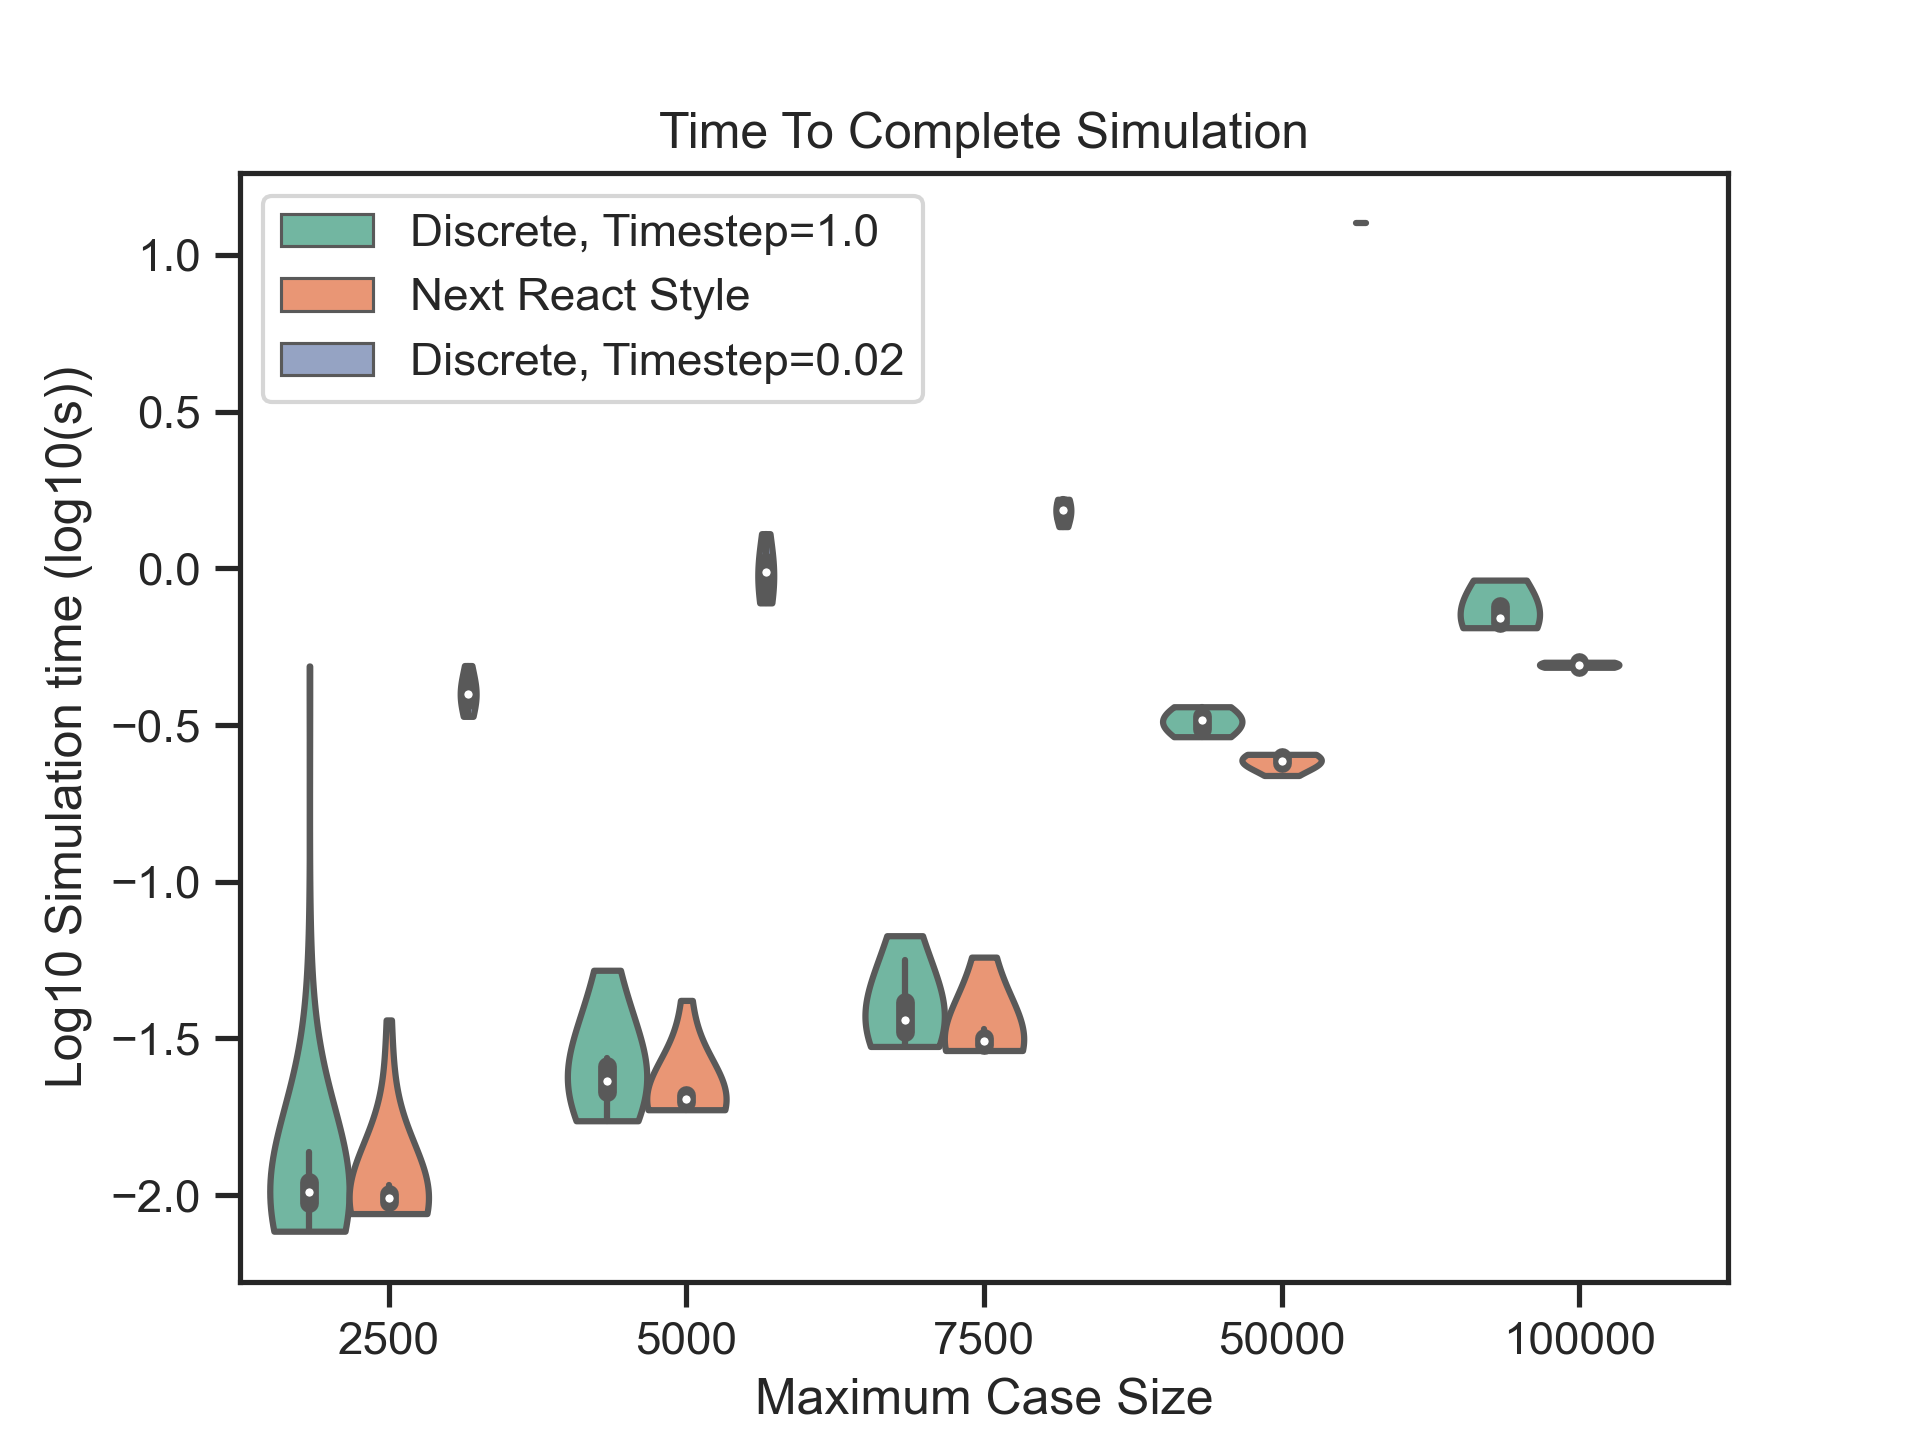 Time To Complete Simulation
Discrete, Timestep=1.0
Next React Style
Discrete, Timestep=0.02
Log10 Simulation time (log10(s))
1.0
0.5
0.0
−0.5
−1.0
−1.5
−2.0
2500 5000 7500 50000 100000
Maximum Case Size